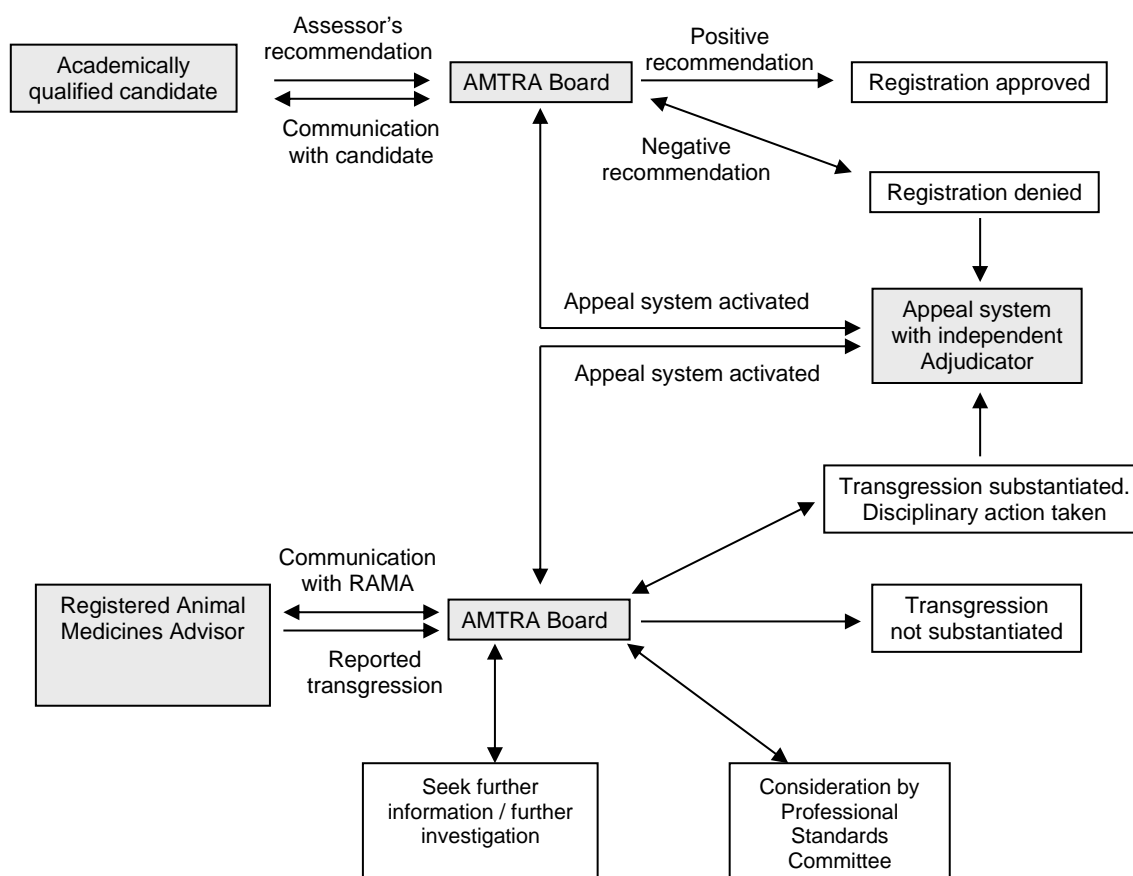 Assessor's
recommendation
Academically
qualified candidate
Communication
with candidate
AMTRA Board
Positive
recommendation
Registration approved
Negative
recommendation
Registration denied
Appeal system activated
Appeal system activated
Appeal system
with independent
Adjudicator
Transgression substantiated.
Disciplinary action taken
Communication
with RAMA
Registered Animal
Medicines Advisor
Reported
transgression
AMTRA Board
Transgression
not substantiated
Seek further
information / further
investigation
Consideration by
Professional
Standards
Committee